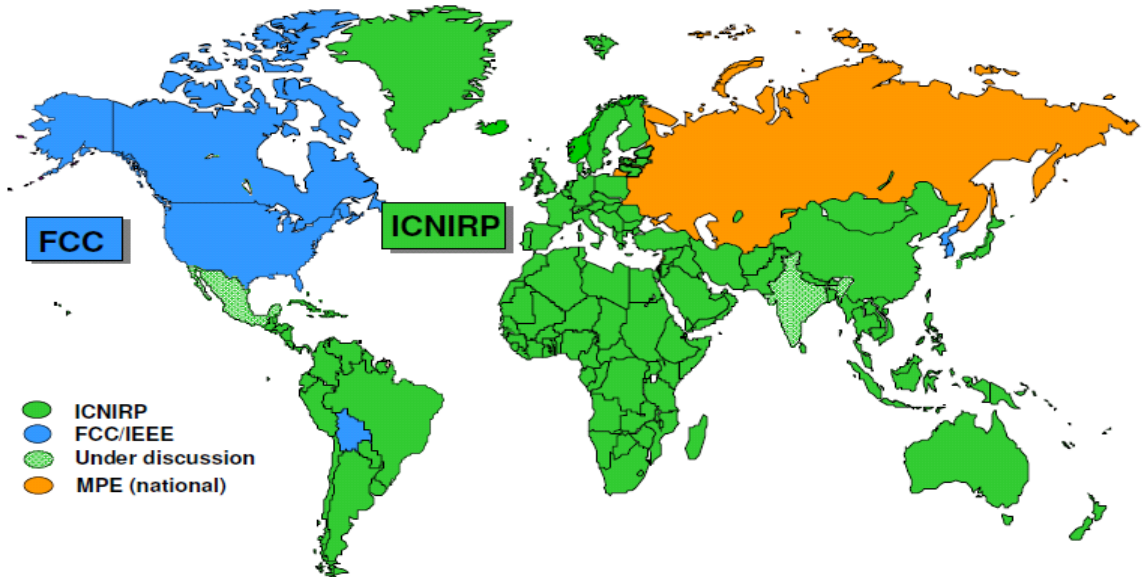 FCC
ICNIRP
ICNIRP
FCC/IEEE
Under discussion
MPE (national)